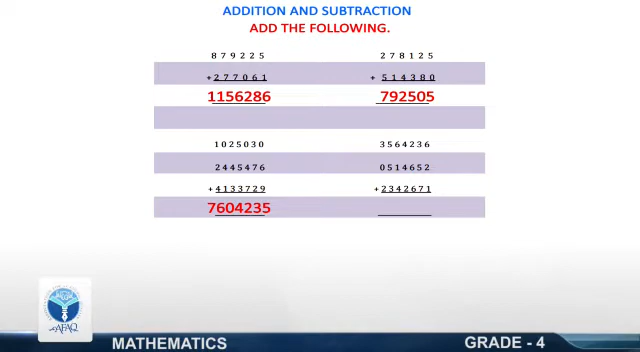 ADDITION AND SUBTRACTION
ADD THE FOLLOWING.
879225
+277061
1156286
278125
+ 514380
792505
1025030
2445476
+4133729
7604235
3564236
0514652
+2342671
AFAQ
MATHEMATICS
GRADE - 4